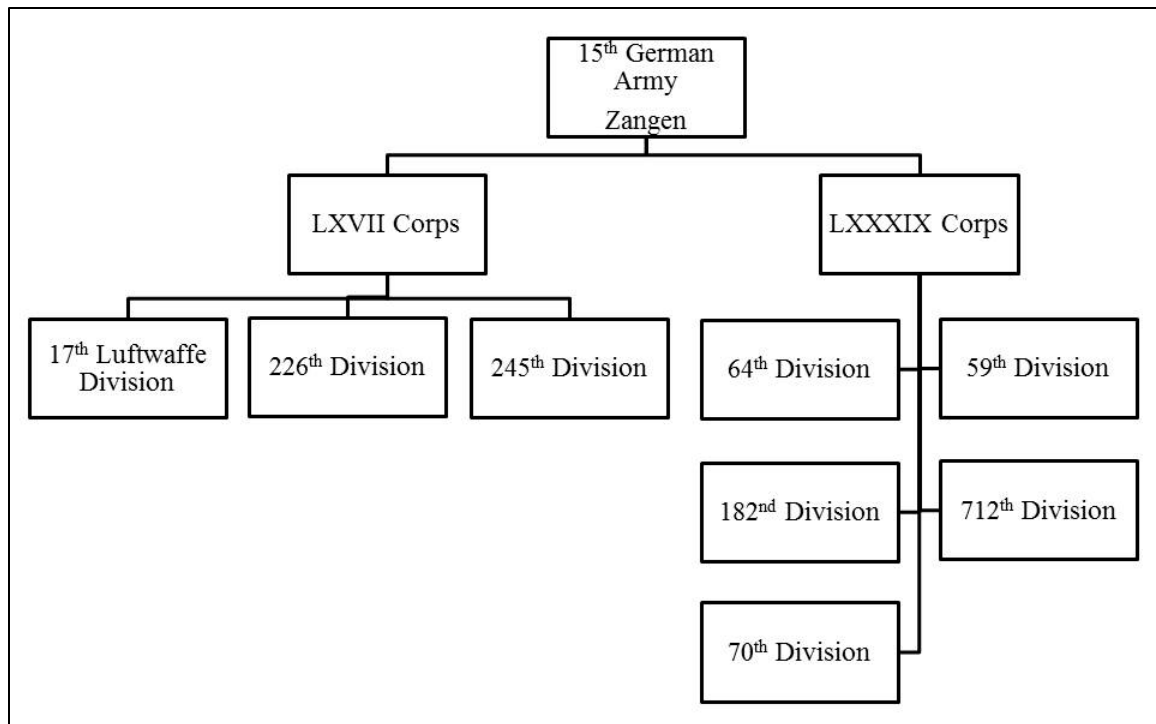 15th German
Army
Zangen
LXVII Corps
LXXXIX Corps
17th Luftwaffe
Division
226th Division
245th Division
64th Division
59th Division
182nd Division
712th Division
70th Division